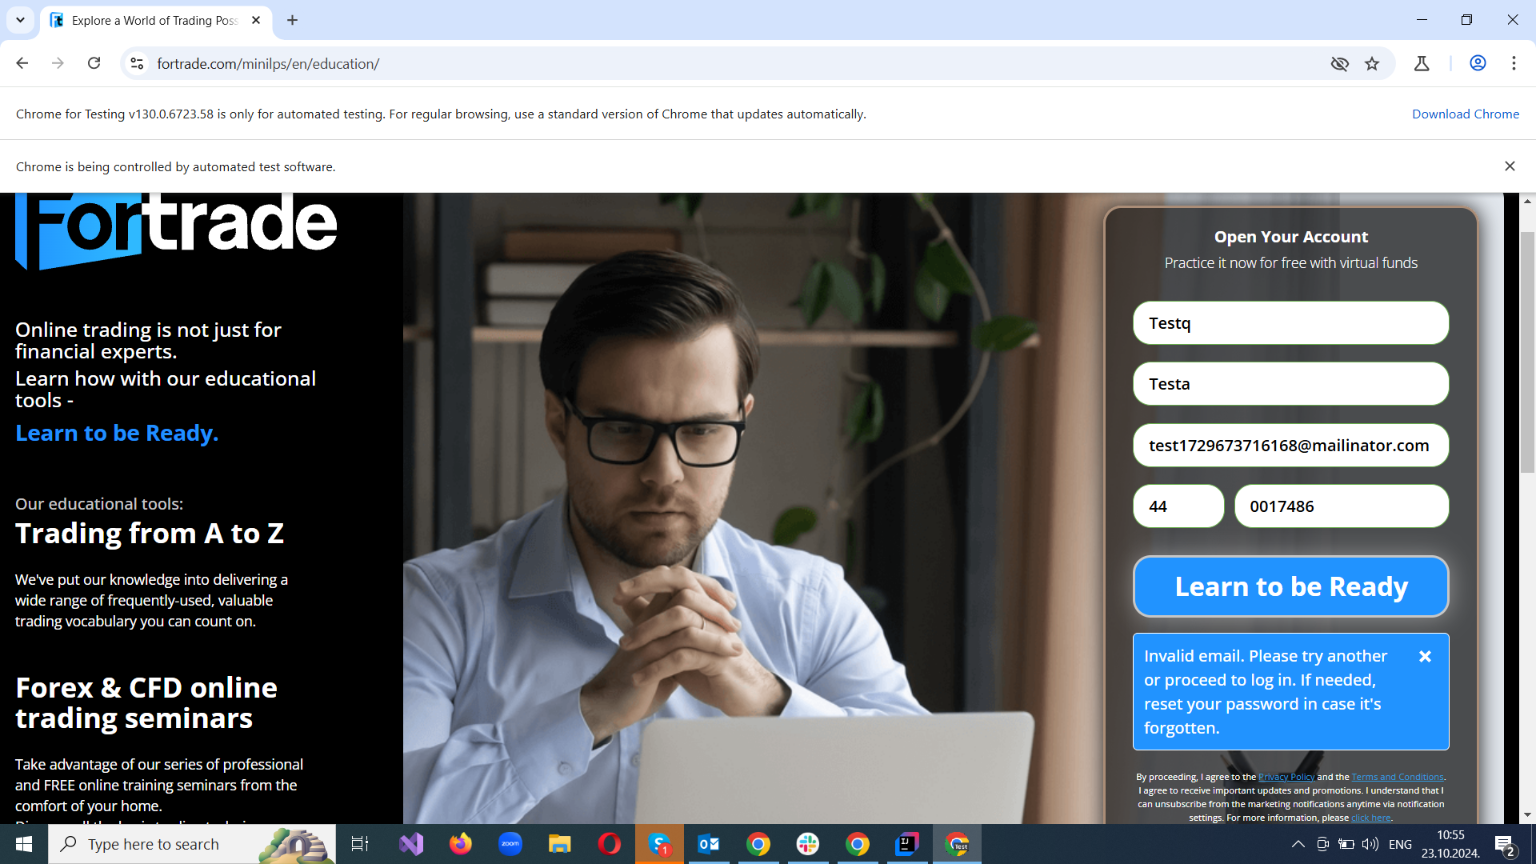 Explore a World of Trading Poss
fortrade.com/minilps/en/education/
Chrome for Testing v130.0.6723.58 is only for automated testing. For regular browsing, use a standard version of Chrome that updates automatically.
Download Chrome
Chrome is being controlled by automated test software.
Fortrade
Online trading is not just for
financial experts.
Learn how with our educational
tools -
Learn to be Ready.
Our educational tools:
Trading from A to Z
We've put our knowledge into delivering a
wide range of frequently-used, valuable
trading vocabulary you can count on.
Forex & CFD online
trading seminars
Take advantage of our series of professional
and FREE online training seminars from the
comfort of your home.
Open Your Account
Practice it now for free with virtual funds
Testq
Testa
test1729673716168@mailinator.com
44
0017486
Learn to be Ready
Invalid email. Please try another
or proceed to log in. If needed,
reset your password in case it's
forgotten.
By proceeding, I agree to the Privacy Policy and the Terms and Conditions.
I agree to receive important updates and promotions. I understand that I
can unsubscribe from the marketing notifications anytime via notification
settings. For more information, please click here.
Type here to search
zoom
1
Test
ENG
10:55
23.10.2024.
2